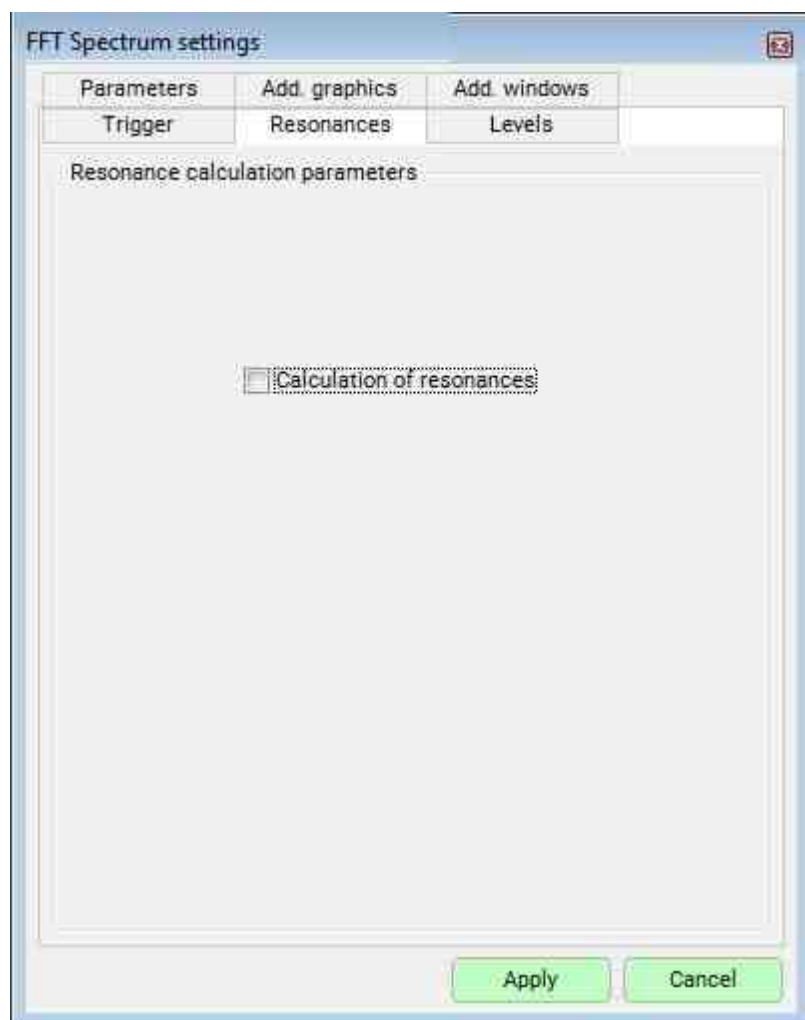 FFT Spectrum settings
Parameters Add. graphics Add. windows
Trigger Resonances Levels
Resonance calculation parameters
Calculation of resonances
Apply Cancel